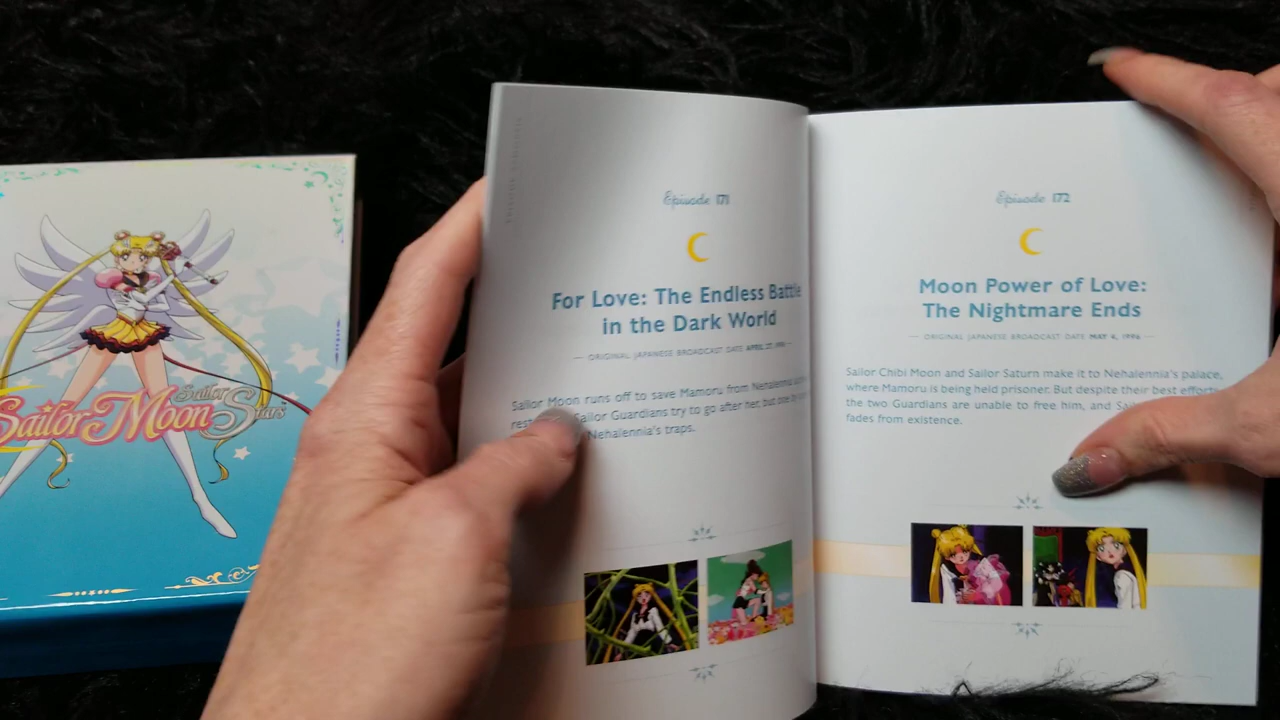 Sailor Moon
Sailor
Stars
Episode 171
For Love: The Endless Battle
in the Dark World
ORIGINAL JAPANESE BROADCAST DATE APRIL 27, 1996
Sailor Moon runs off to save Mamoru from Nehalennia
Sailor Guardians try to go after her, but one by
Nehalennia's traps.
Episode 172
Moon Power of Love:
The Nightmare Ends
ORIGINAL JAPANESE BROADCAST DATE MAY 4, 1996
Sailor Chibi Moon and Sailor Saturn make it to Nehalennia's palace,
where Mamoru is being held prisoner. But despite their best efforts,
the two Guardians are unable to free him, and
fades from existence.